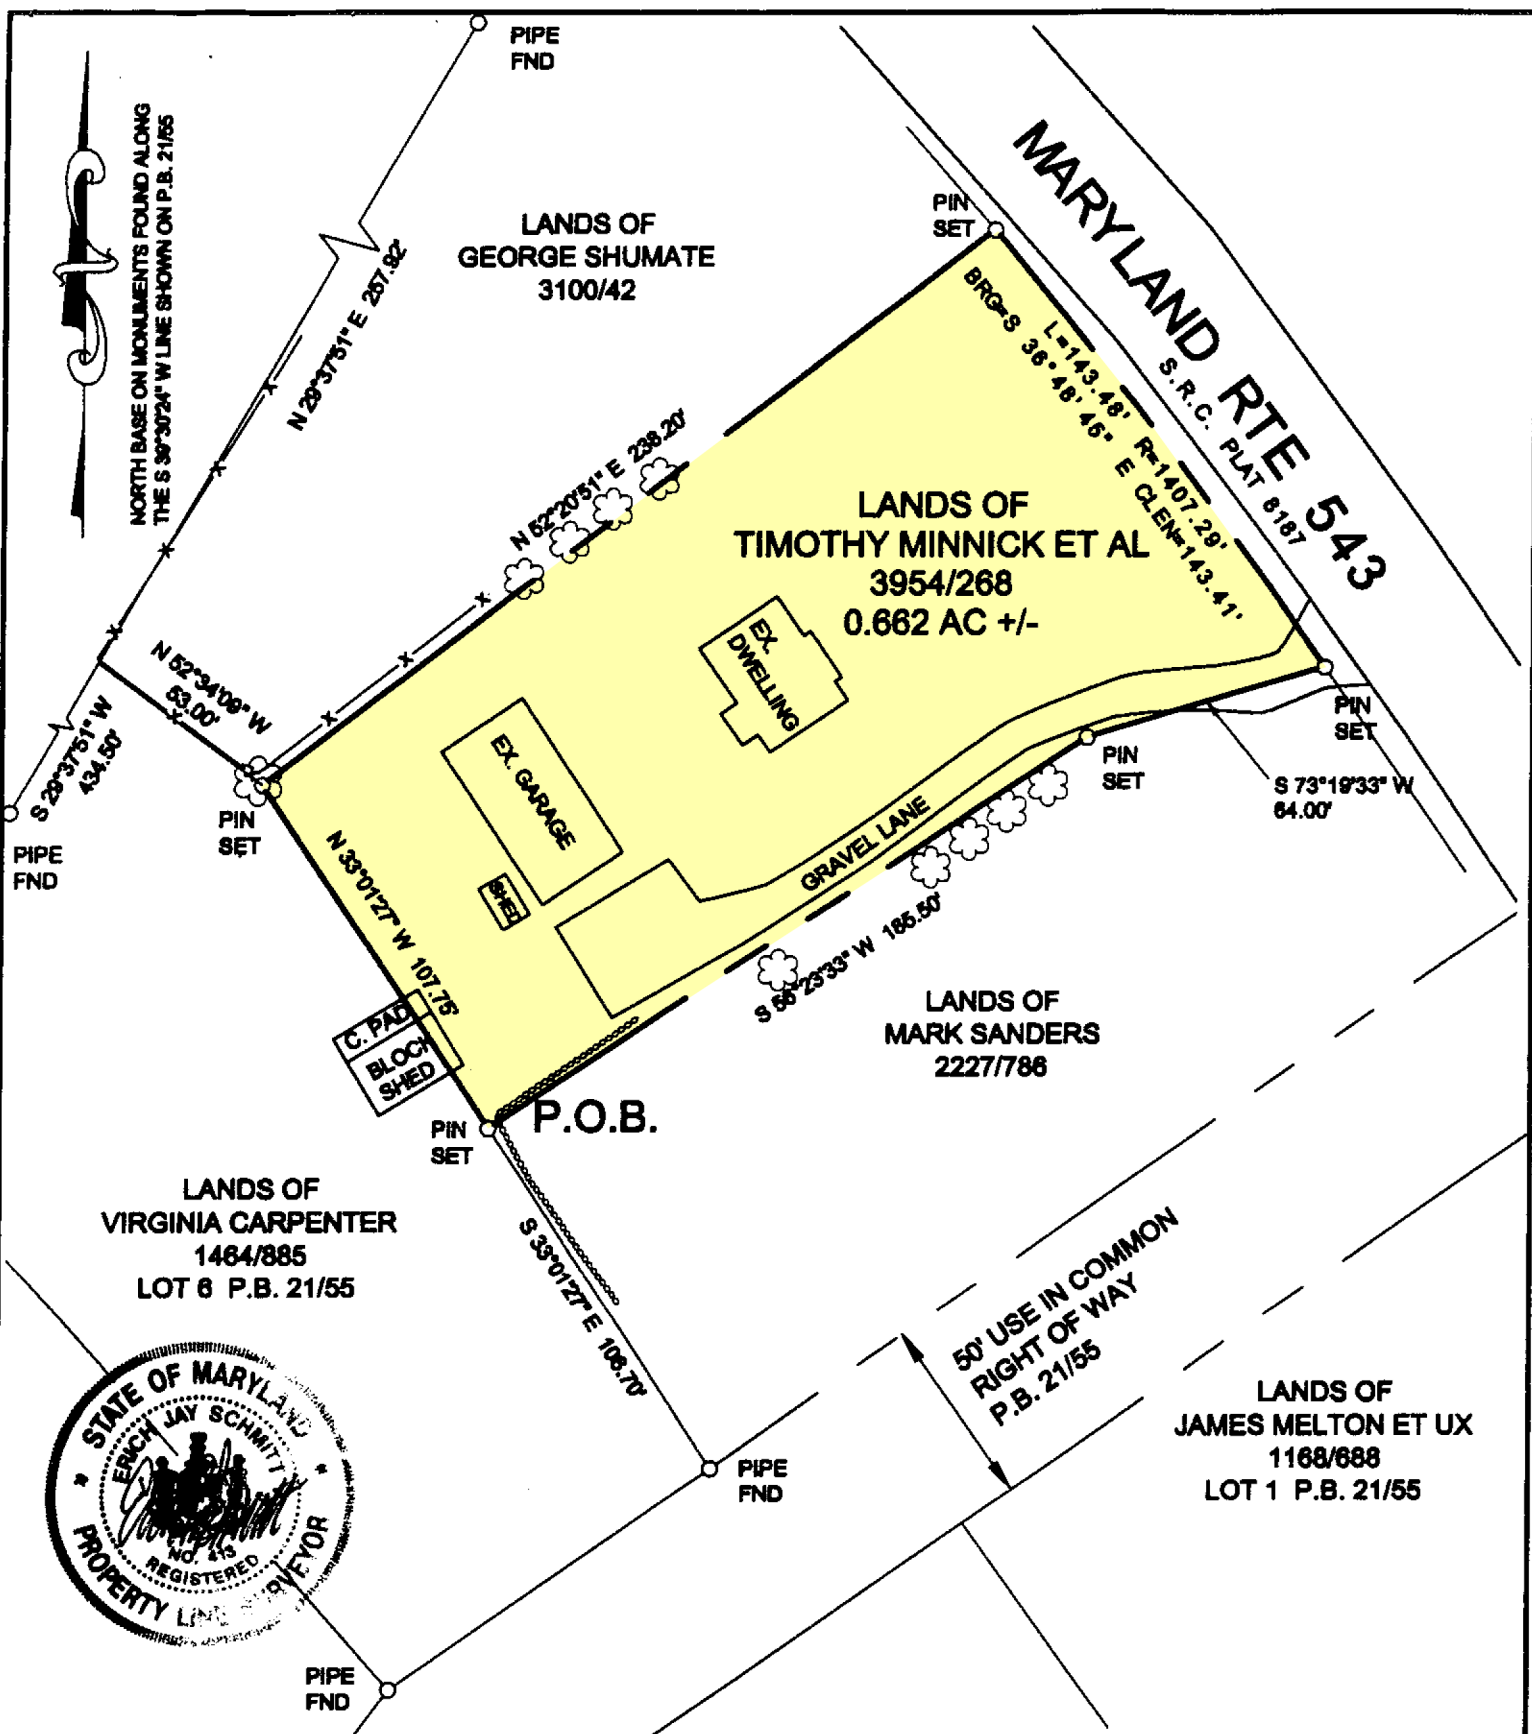 PIPE
FND
NORTH BASE ON MONUMENTS FOUND ALONG
THE S 39°30'24" W LINE SHOWN ON P.B. 21/55
LANDS OF
GEORGE SHUMATE
3100/42
PIN
SET
MARYLAND RTE 543
S.R.C. PLAT 8187
N 29°37'51" E 257.92'
L=143.48' R=1407.29'
BRG=S 36°48'46" E CLEN=143.41'
N 52°20'51" E 238.20'
LANDS OF
TIMOTHY MINNICK ET AL
3954/268
0.662 AC +/-
EX.
DWELLING
N 52°34'09" W
53.00'
S 29°37'51" W
434.50'
PIN
SET
PIN
SET
S 73°19'33" W
64.00'
EX. GARAGE
PIN
SET
PIPE
FND
GRAVEL LANE
N 33°01'27" W 107.75'
SHED
S 56°23'33" W 185.50'
C. PAD
BLOCK
SHED
LANDS OF
MARK SANDERS
2227/786
P.O.B.
PIN
SET
LANDS OF
VIRGINIA CARPENTER
1464/885
LOT 6 P.B. 21/55
S 33°01'27" E 106.70'
50' USE IN COMMON
RIGHT OF WAY
P.B. 21/55
LANDS OF
JAMES MELTON ET UX
1168/688
LOT 1 P.B. 21/55
STATE OF MARYLAND
ERICH JAY SCHMITT
NO. 413
REGISTERED
PROPERTY LINE SURVEYOR
PIPE
FND
PIPE
FND